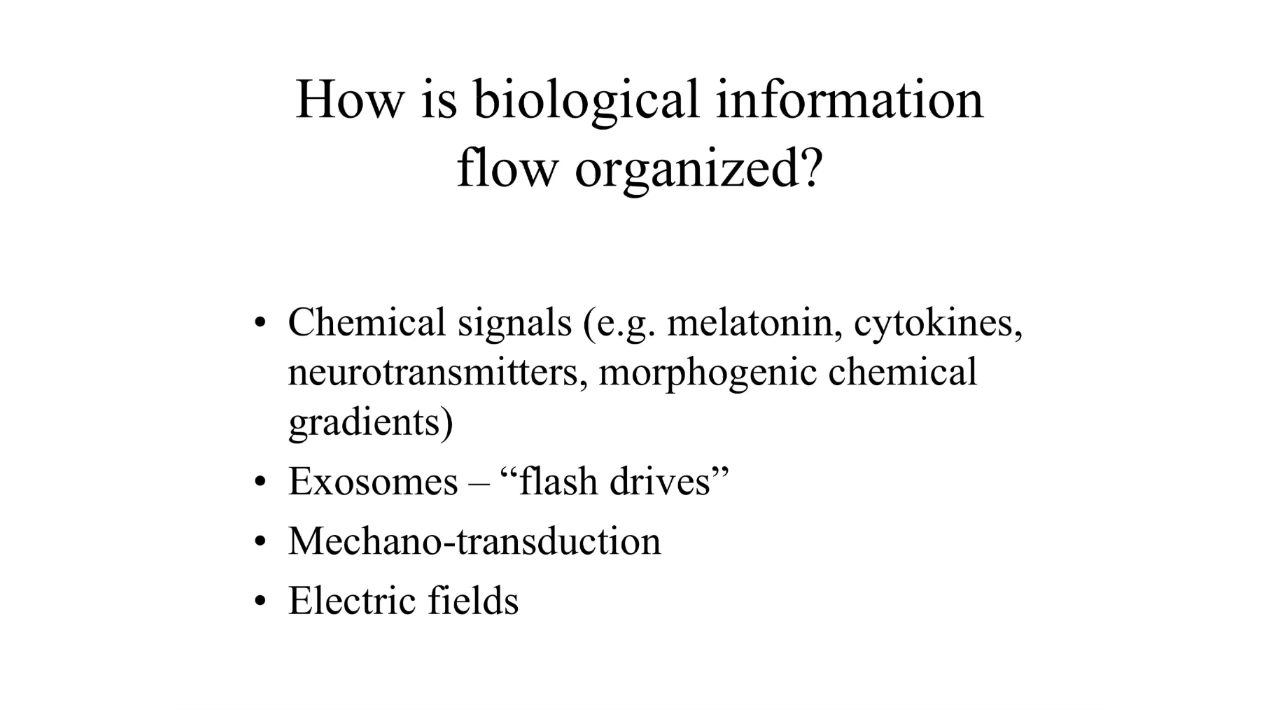 How is biological information
flow organized?
• Chemical signals (e.g. melatonin, cytokines,
neurotransmitters, morphogenic chemical
gradients)
• Exosomes – “flash drives”
• Mechano-transduction
• Electric fields